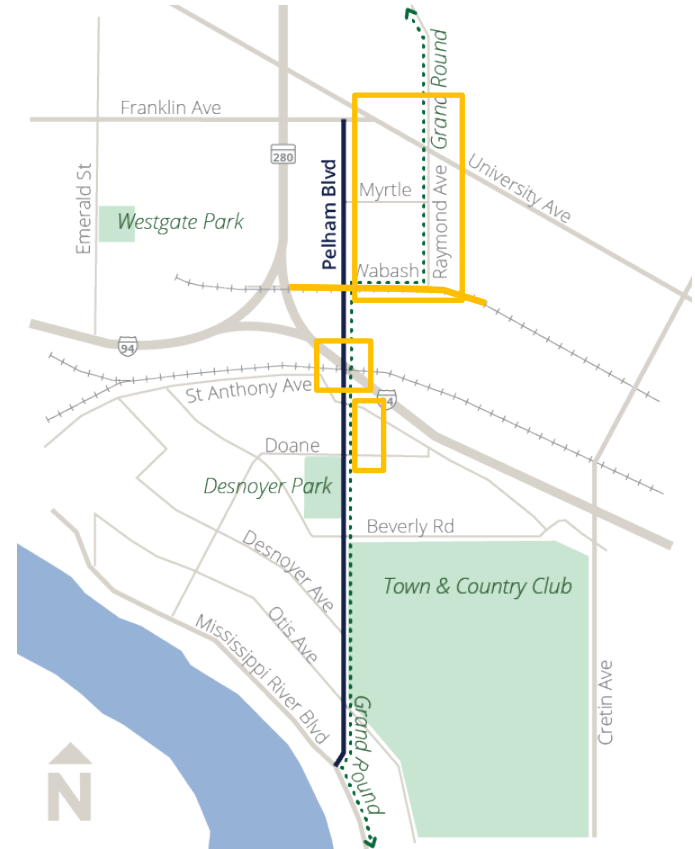 Grand Round
Franklin Ave
280
Pelham Blvd
Emerald St
University Ave
Myrtle
Raymond Ave
Westgate Park
Wabash
94
St Anthony Ave
94
Doane
Desnoyer Park
Beverly Rd
Desnoyer Ave
Town & Country Club
Otis Ave
Mississippi River Blvd
Cretin Ave
Grand Round
N